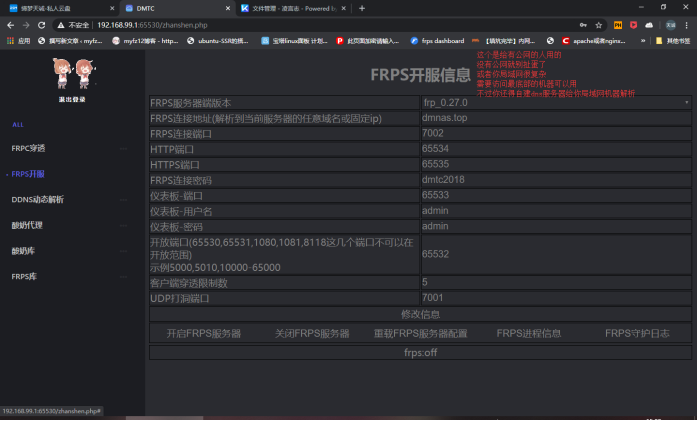 倾梦天诚-私人云盘
DMTC
文件管理 - 波雷志 - Powered b
不安全 | 192.168.99.1:65530/zhanshen.php
应用
撰写新文章 ‹ myfz...
myfz12博客 - http...
ubuntu-SSR的搭...
宝塔linux面板 计划...
此页面加密请输入...
frps dashboard
【填坑完毕】内网...
apache或者nginx...
»
其他书签
这个是给有公网的人用的
没有公网就别扯蛋了
或者你局域网很复杂
需要访问最底部的机器可以用
不过你还得自建dns服务器给你局域网机器解析
退出登录
ALL
FRPC穿透
FRPS开服
DDNS动态解析
酸奶代理
酸奶库
FRPS库
FRPS开服信息
FRPS服务器端版本
frp_0.27.0
FRPS连接地址(解析到当前服务器的任意域名或固定ip)
dmnas.top
FRPS连接端口
7002
HTTP端口
65534
HTTPS端口
65535
FRPS连接密码
dmtc2018
仪表板-端口
65533
仪表板-用户名
admin
仪表板-密码
admin
开放端口(65530,65531,1080,1081,8118这几个端口不可以在
开放范围)
示例5000,5010,10000-65000
65532
客户端穿透限制数
5
UDP打洞端口
7001
修改信息
开启FRPS服务器
关闭FRPS服务器
重载FRPS服务器配置
FRPS进程信息
FRPS守护日志
frps:off
192.168.99.1:65530/zhanshen.php#